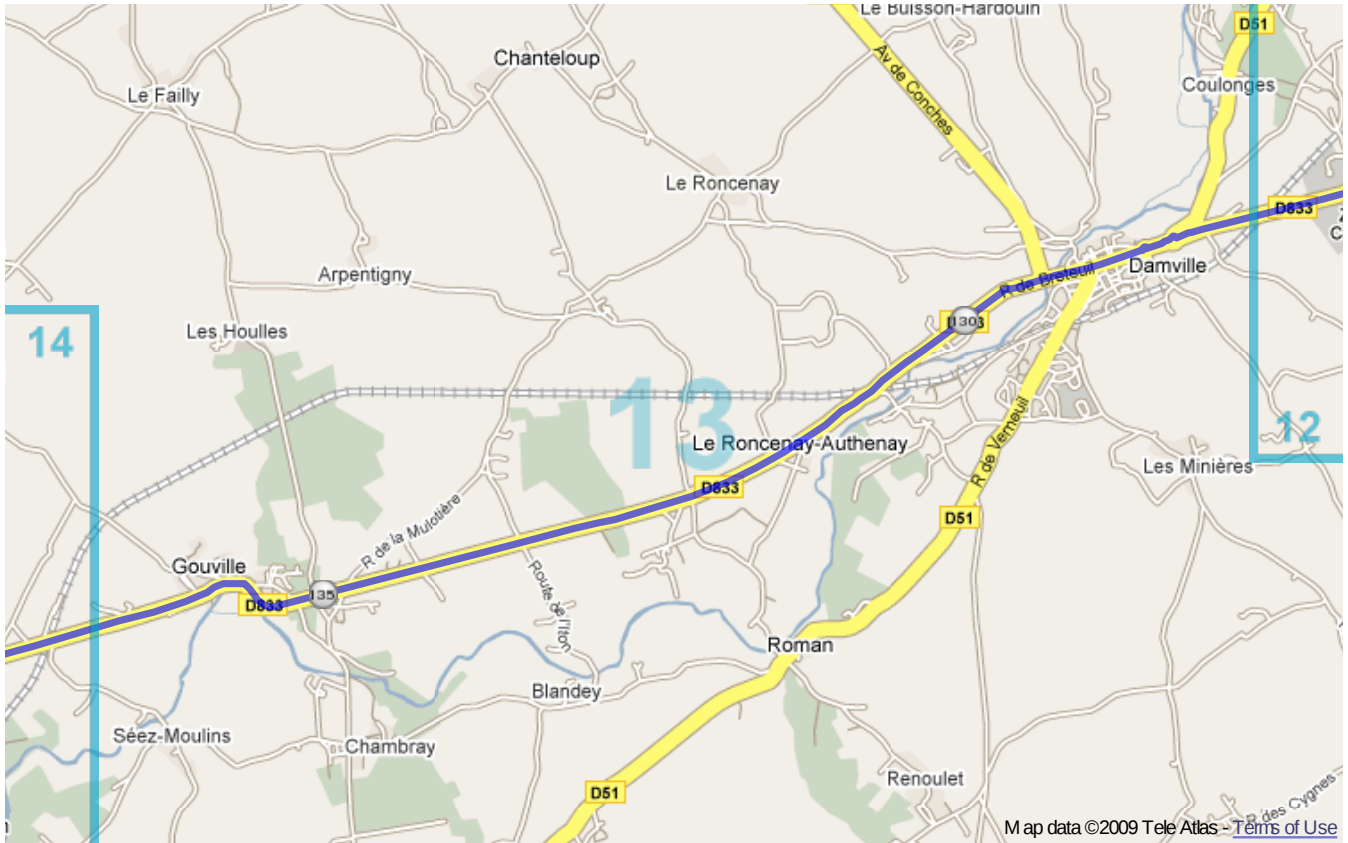 Le Buisson-Hardouin
D51
Chanteloup
Av de Conches
Coulonges
Le Failly
Le Roncenay
D833
Damville
Arpentigny
R de Breteuil
130
Les Houlles
14
13
12
R de Verneuil
Le Roncenay-Authenay
Les Minières
D833
D51
R de la Mulotière
Gouville
135
D833
Route de l'Iton
Roman
Blandey
Séez-Moulins
Chambray
Renoulet
D51
R des Cygnes
Map data ©2009 Tele Atlas - Terms of Use